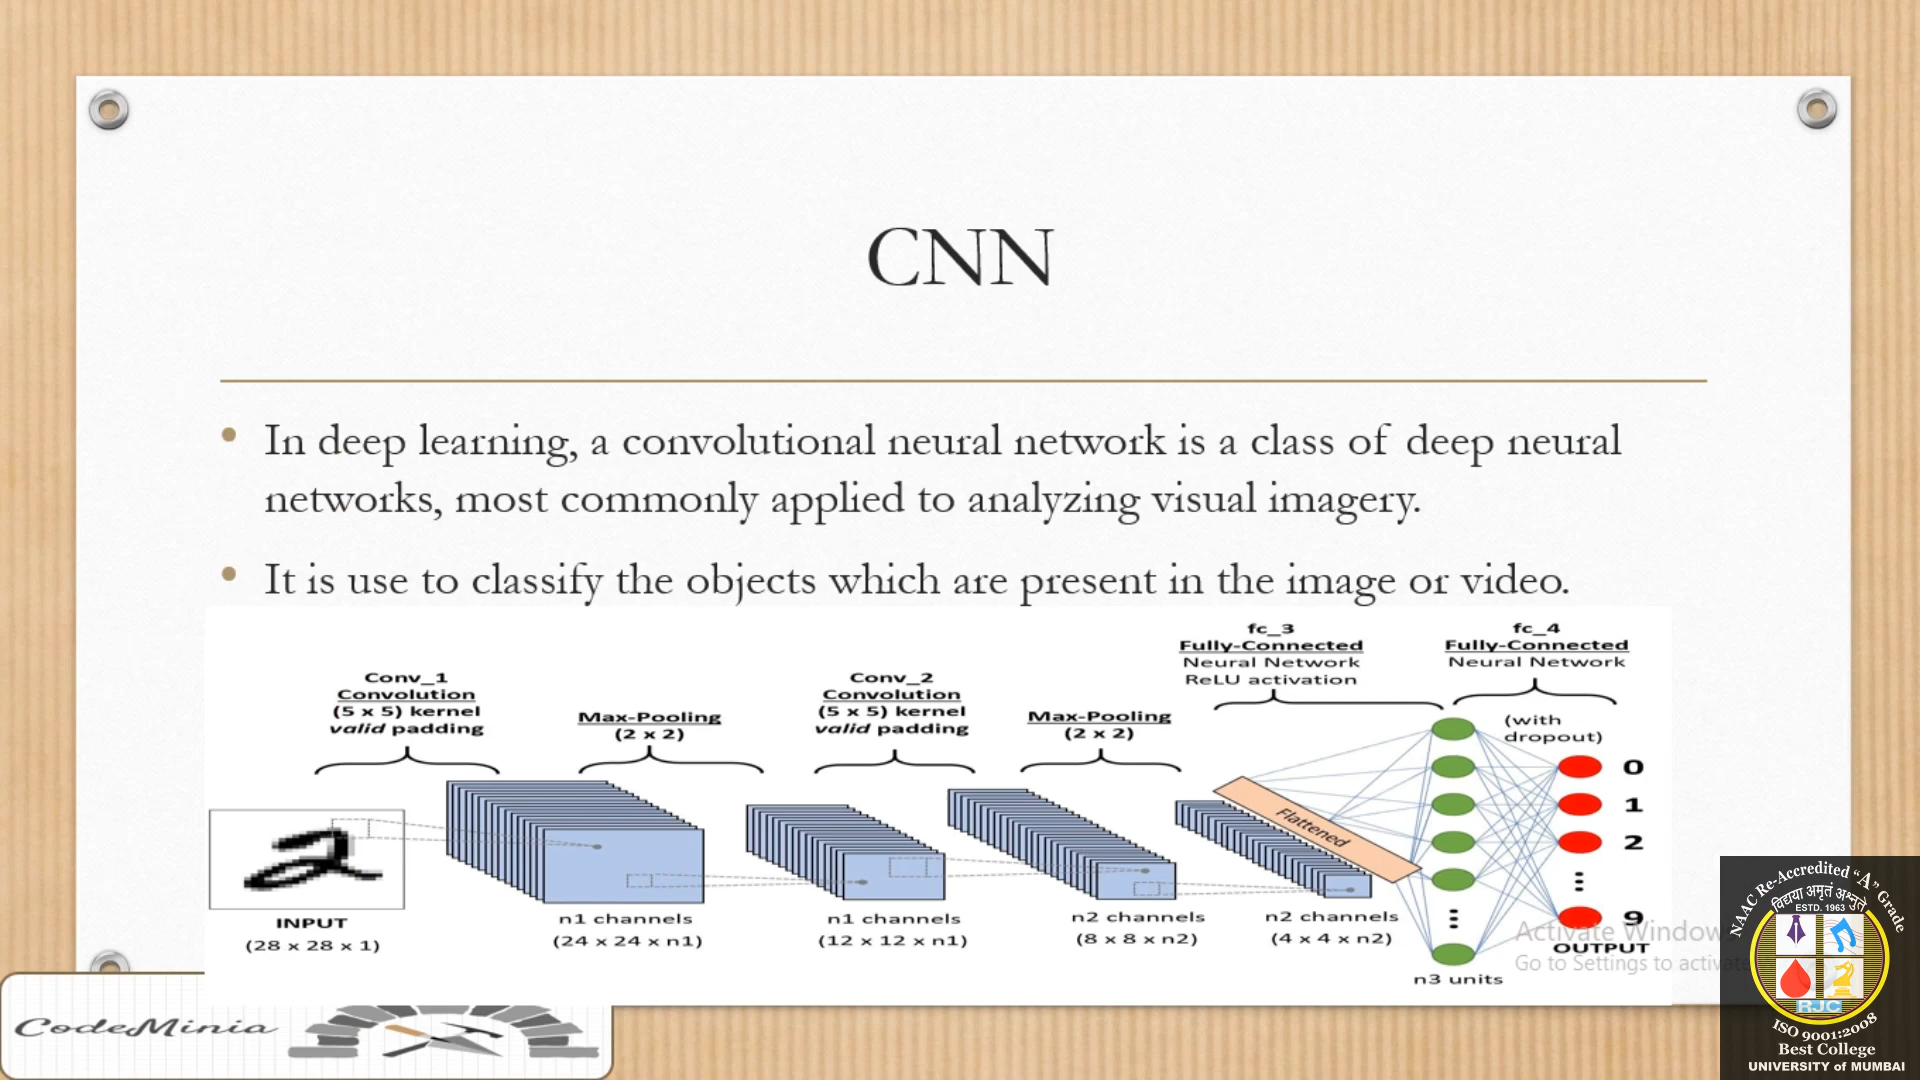 CNN
• In deep learning, a convolutional neural network is a class of deep neural
networks, most commonly applied to analyzing visual imagery.
• It is use to classify the objects which are present in the image or video.
Conv_1
Convolution
(5 x 5) kernel
valid padding
Max-Pooling
(2 x 2)
Conv_2
Convolution
(5 x 5) kernel
valid padding
Max-Pooling
(2 x 2)
fc_3
Fully-Connected
Neural Network
ReLU activation
fc_4
Fully-Connected
Neural Network
(with
dropout)
Flattened
0
1
2
9
OUTPUT
INPUT
(28 x 28 x 1)
n1 channels
(24 x 24 x n1)
n1 channels
(12 x 12 x n1)
n2 channels
(8 x 8 x n2)
n2 channels
(4 x 4 x n2)
n3 units
Activate Windows
Go to Settings to activate
CodeMinia
NAAC Re-Accredited "A" Grade
विद्या अमृतं अश्नुते
ESTD. 1963
RJC
ISO 9001:2008
Best College
UNIVERSITY of MUMBAI